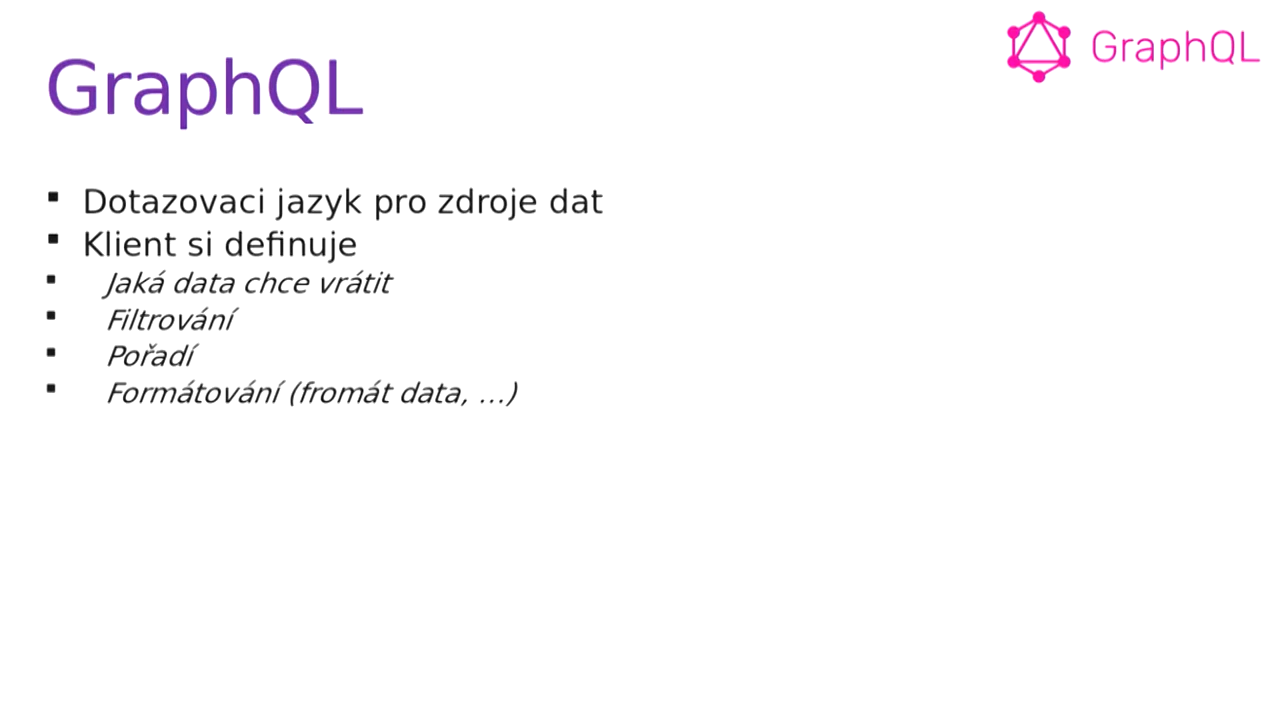 GraphQL
GraphQL
Dotazovaci jazyk pro zdroje dat
Klient si definuje
Jaká data chce vrátit
Filtrování
Pořadí
Formátování (fromát data, ...)